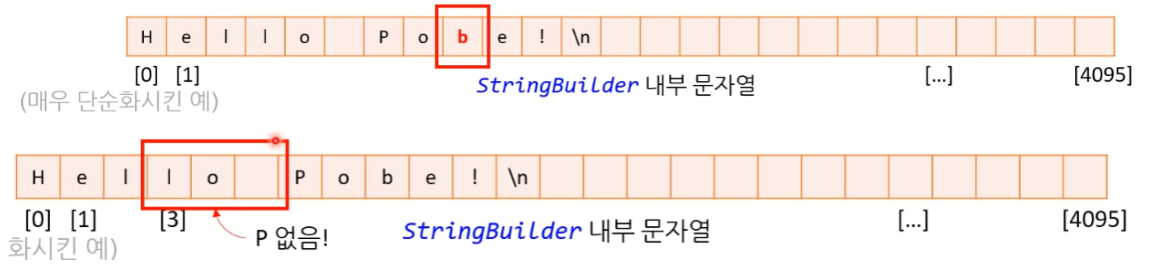 H e l l o P o b e ! \n
[0] [1] [...] [4095]
StringBuilder 내부 문자열
(매우 단순화시킨 예)
H e l l o P o b e ! \n
[0] [1] [3] [...] [4095]
P 없음! StringBuilder 내부 문자열
화시킨 예)